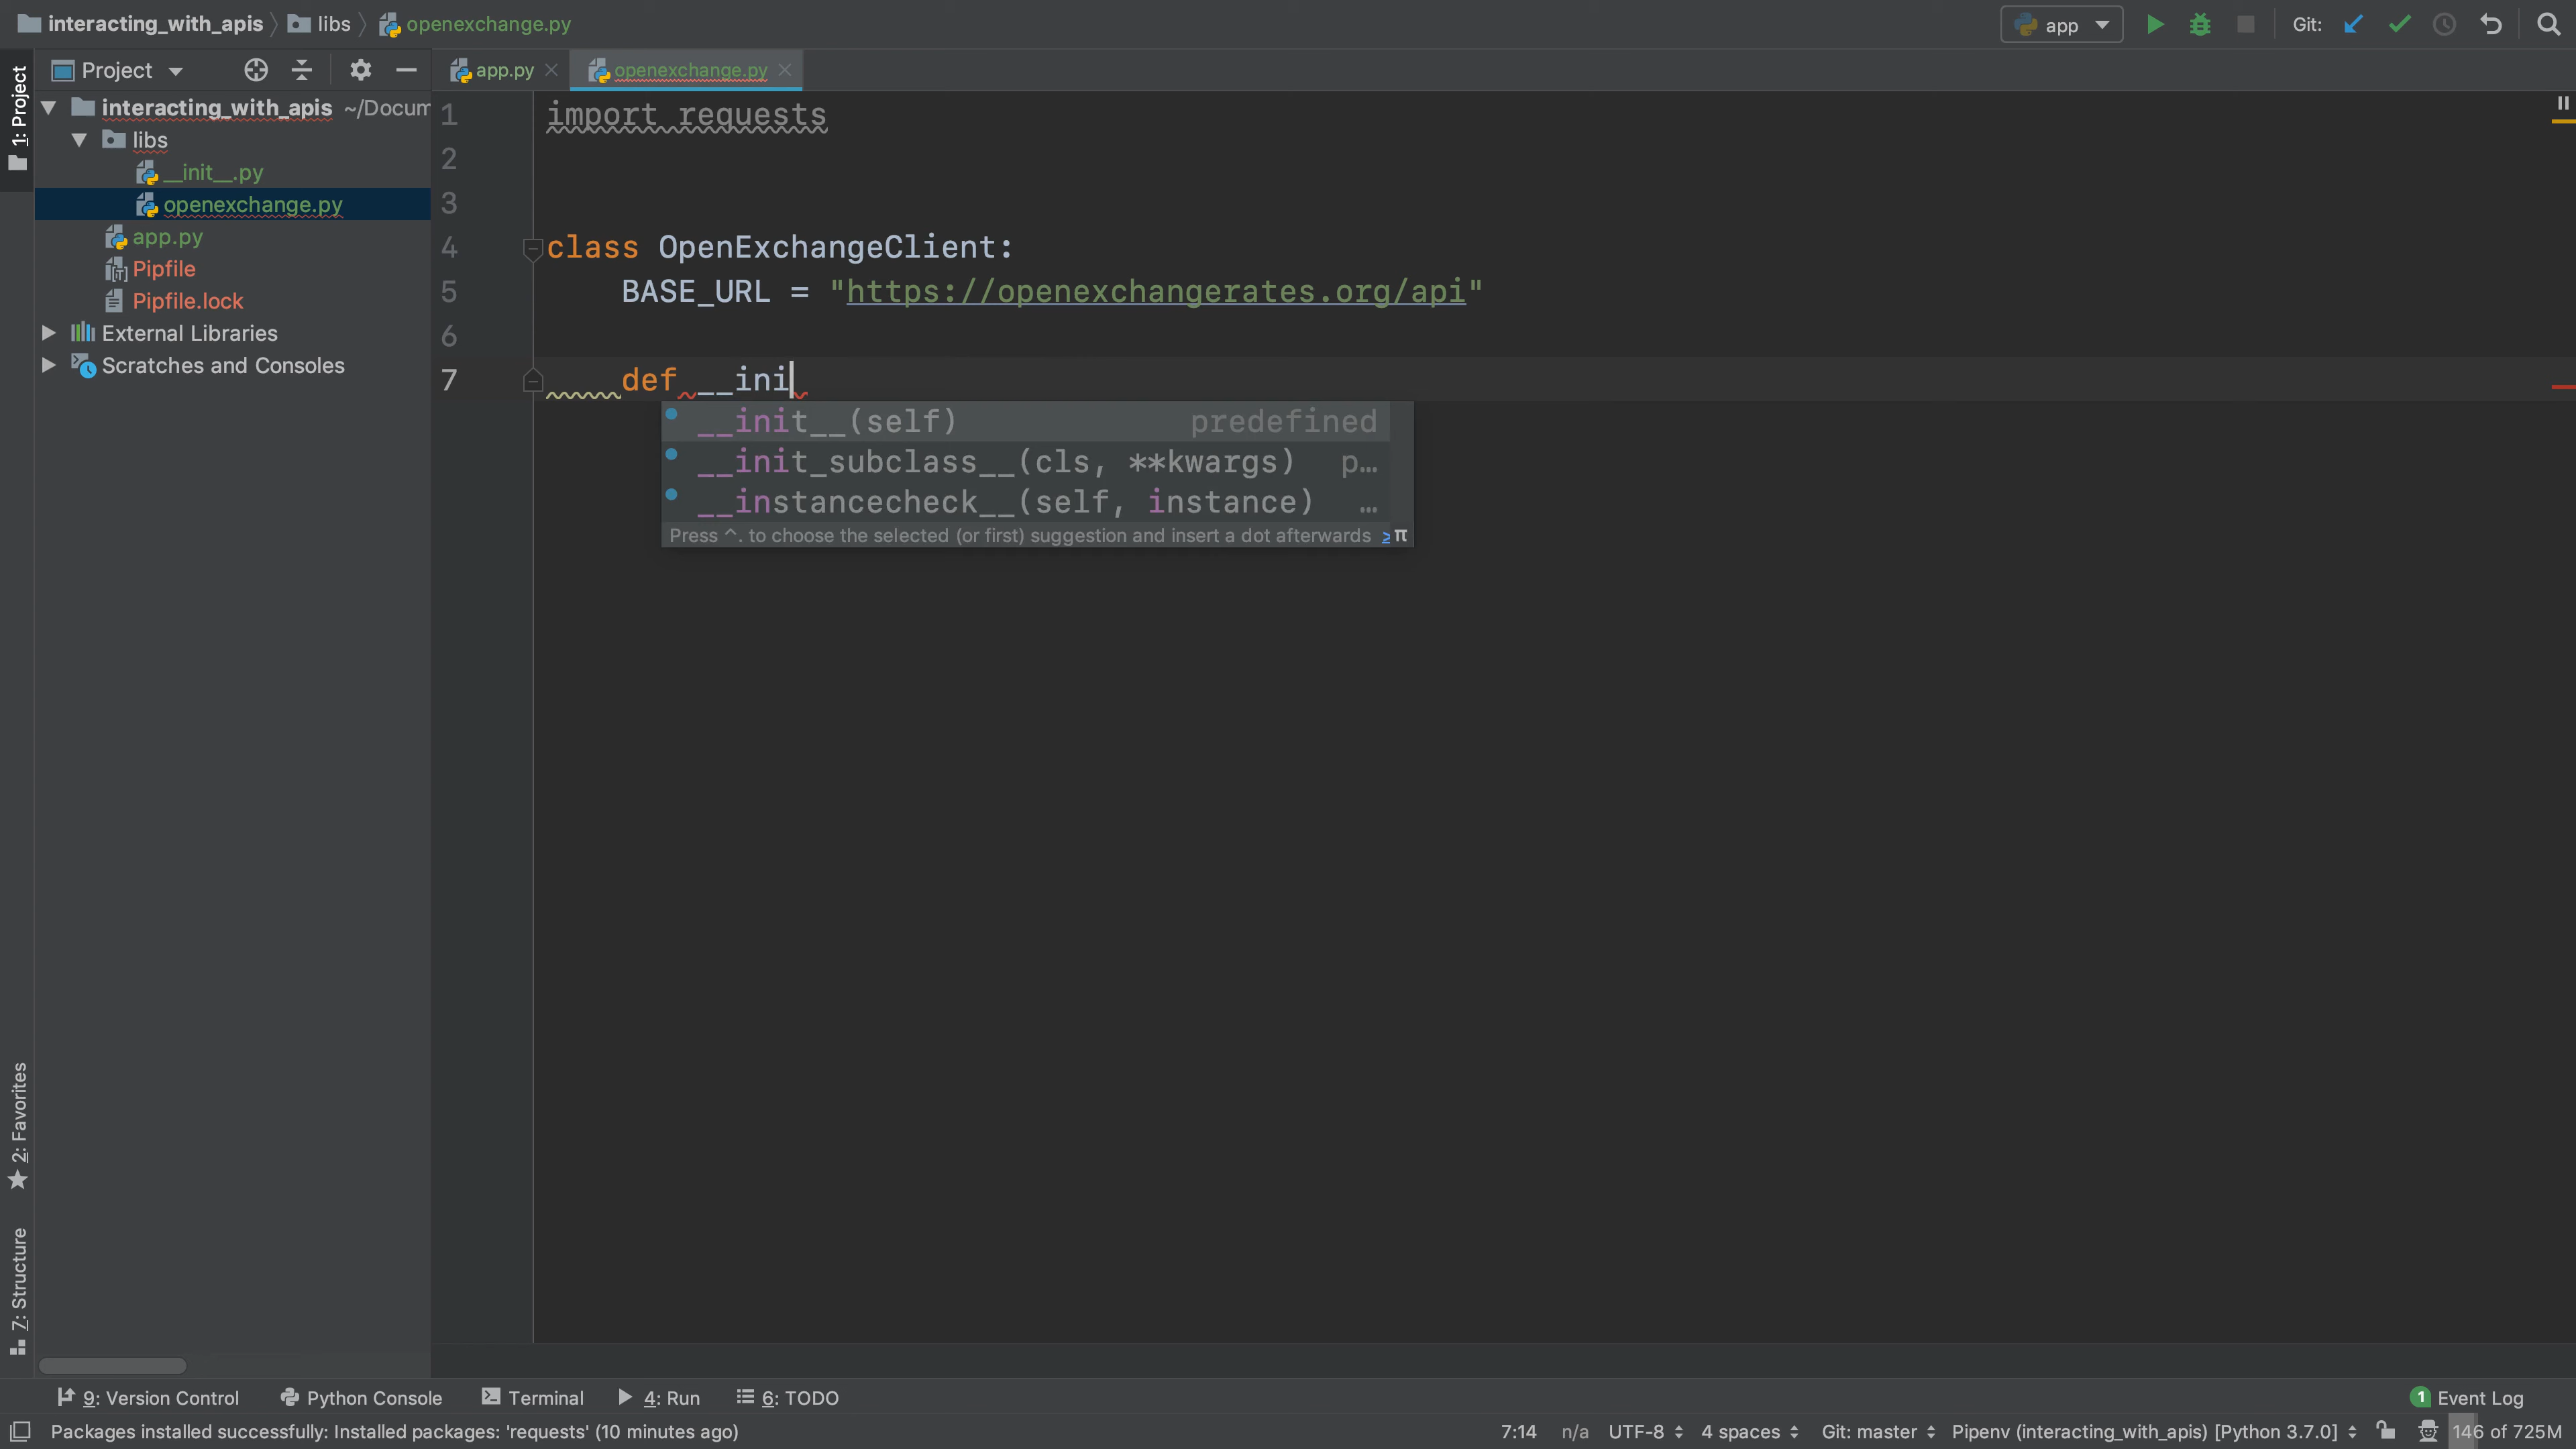 interacting_with_apis libs openexchange.py app Git:
Project app.py openexchange.py
1: Project
interacting_with_apis ~/Docum
libs
__init__.py
openexchange.py
app.py
Pipfile
Pipfile.lock
External Libraries
Scratches and Consoles
1 import requests
2
3
4 class OpenExchangeClient:
5 BASE_URL = "https://openexchangerates.org/api"
6
7 def __ini
__init__(self) predefined
__init_subclass__(cls, **kwargs) p…
__instancecheck__(self, instance) …
Press ^. to choose the selected (or first) suggestion and insert a dot afterwards ≥ π
2: Favorites
7: Structure
9: Version Control Python Console Terminal 4: Run 6: TODO 1 Event Log
Packages installed successfully: Installed packages: 'requests' (10 minutes ago) 7:14 n/a UTF-8 4 spaces Git: master Pipenv (interacting_with_apis) [Python 3.7.0] 146 of 725M